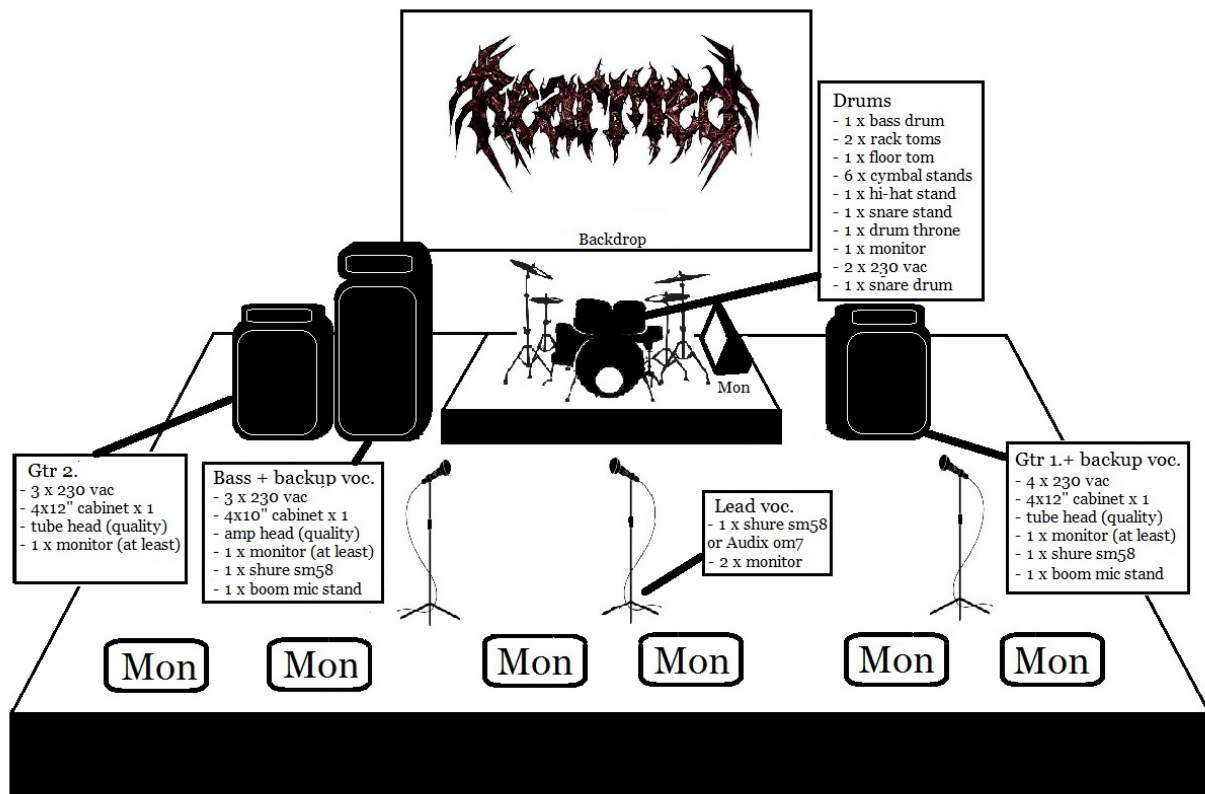 Rearmed
Backdrop
Drums
- 1 x bass drum
- 2 x rack toms
- 1 x floor tom
- 6 x cymbal stands
- 1 x hi-hat stand
- 1 x snare stand
- 1 x drum throne
- 1 x monitor
- 2 x 230 vac
- 1 x snare drum
Mon
Gtr 2.
- 3 x 230 vac
- 4x12" cabinet x 1
- tube head (quality)
- 1 x monitor (at least)
Bass + backup voc.
- 3 x 230 vac
- 4x10" cabinet x 1
- amp head (quality)
- 1 x monitor (at least)
- 1 x shure sm58
- 1 x boom mic stand
Lead voc.
- 1 x shure sm58
or Audix om7
- 2 x monitor
Gtr 1.+ backup voc.
- 4 x 230 vac
- 4x12" cabinet x 1
- tube head (quality)
- 1 x monitor (at least)
- 1 x shure sm58
- 1 x boom mic stand
Mon
Mon
Mon
Mon
Mon
Mon